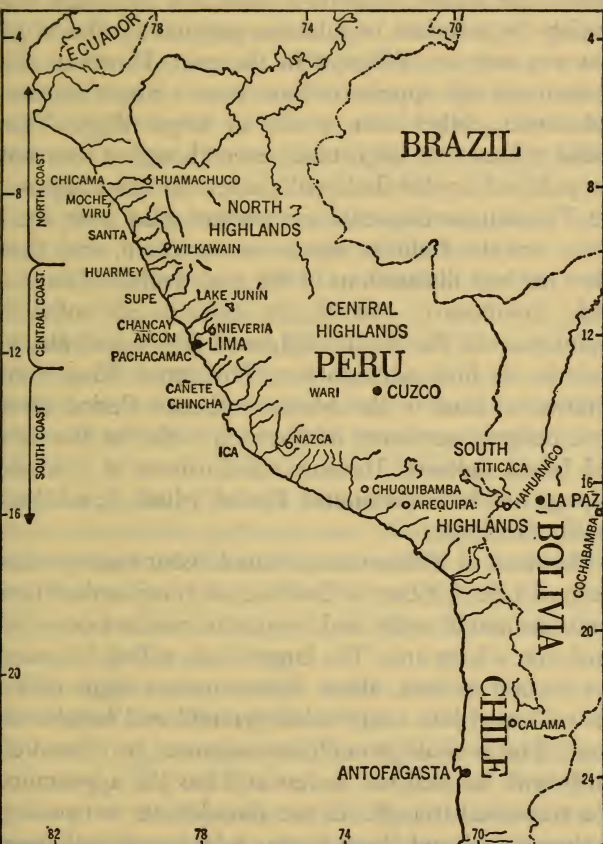 78
74
70
4
4
ECUADOR
BRAZIL
NORTH COAST
CHICAMA
HUAMACHUCO
8
8
MOCHE
VIRU
NORTH
HIGHLANDS
SANTA
WILKAWAIN
HUARMEY
CENTRAL COAST
SUPE
LAKE JUNÍN
CENTRAL
HIGHLANDS
CHANCAY
ANCON
NIEVERIA
LIMA
12
12
PACHACAMAC
PERU
CAÑETE
WARI
CUZCO
CHINCHA
SOUTH COAST
ICA
NAZCA
SOUTH
TITICACA
TIAHUANACO
CHUQUIBAMBA
16
AREQUIPA
LA PAZ
16
HIGHLANDS
BOLIVIA
COCHABAMBA
20
20
CHILE
CALAMA
ANTOFAGASTA
24
82
78
74
70